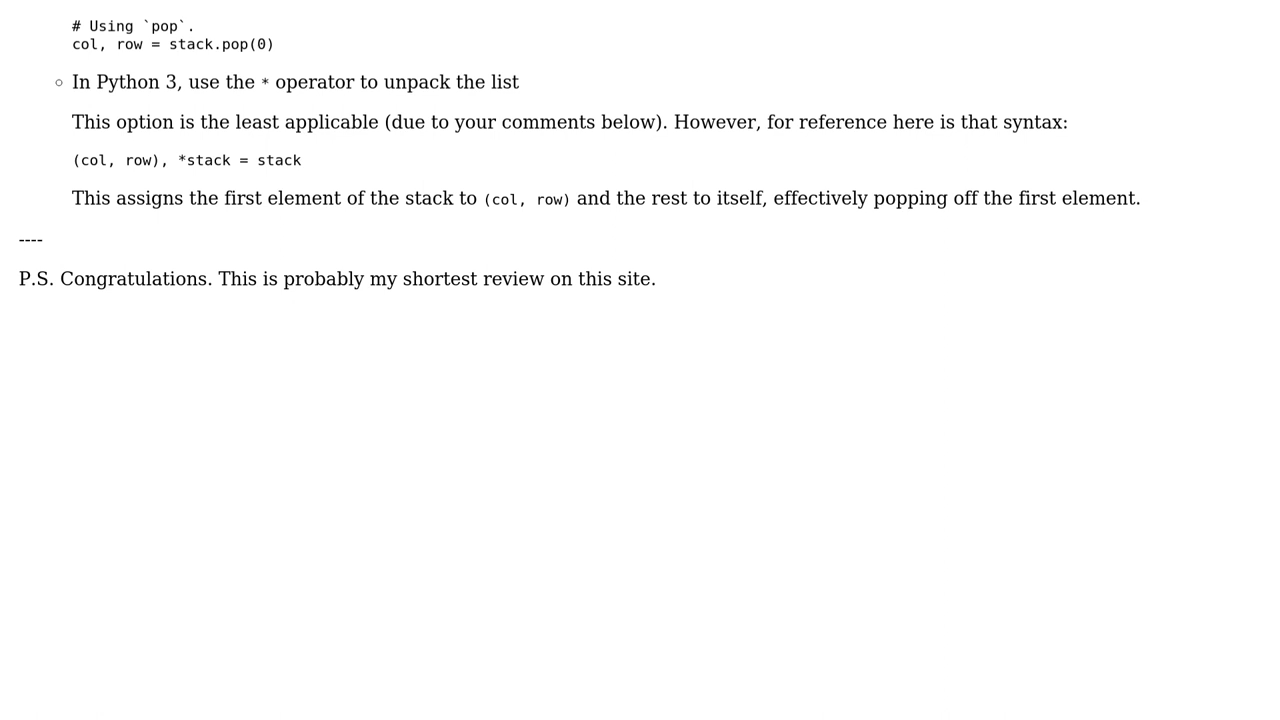 # Using `pop`.
col, row = stack.pop(0)
In Python 3, use the * operator to unpack the list
This option is the least applicable (due to your comments below). However, for reference here is that syntax:
(col, row), *stack = stack
This assigns the first element of the stack to (col, row) and the rest to itself, effectively popping off the first element.
----
P.S. Congratulations. This is probably my shortest review on this site.